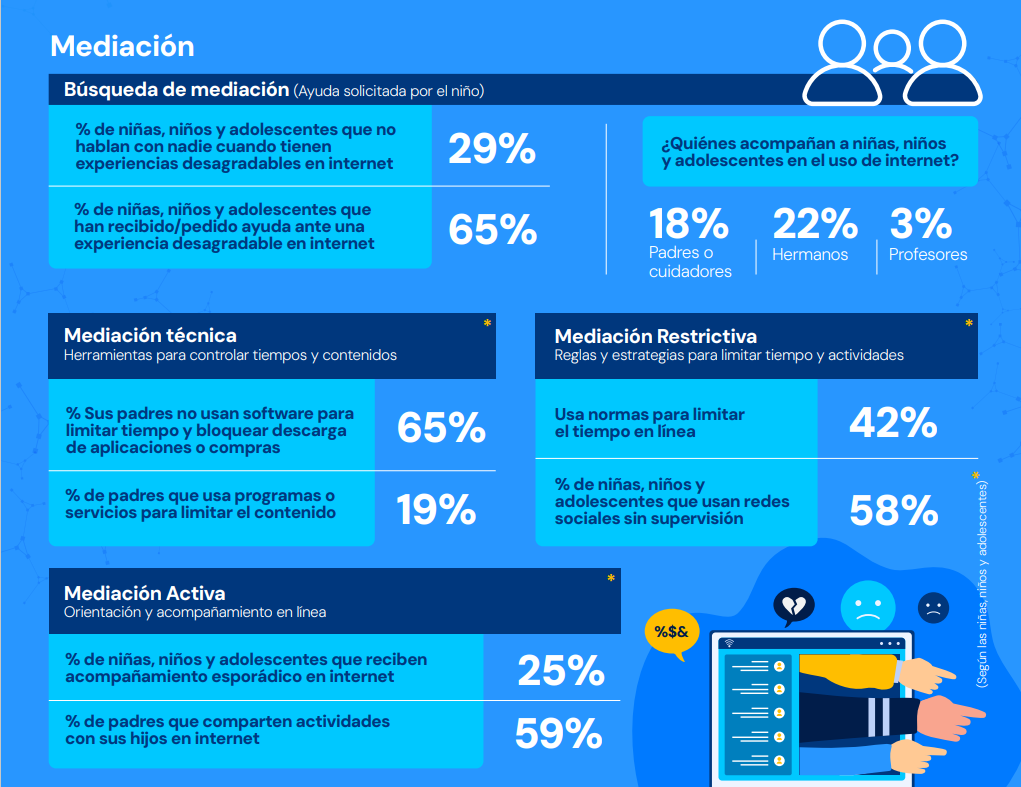 Mediación
Búsqueda de mediación (Ayuda solicitada por el niño)
% de niñas, niños y adolescentes que no
hablan con nadie cuando tienen
experiencias desagradables en internet
29%
% de niñas, niños y adolescentes que
han recibido/pedido ayuda ante una
experiencia desagradable en internet
65%
¿Quiénes acompañan a niñas, niños
y adolescentes en el uso de internet?
18%
Padres o
cuidadores
22%
Hermanos
3%
Profesores
Mediación técnica *
Herramientas para controlar tiempos y contenidos
% Sus padres no usan software para
limitar tiempo y bloquear descarga
de aplicaciones o compras
65%
% de padres que usa programas o
servicios para limitar el contenido
19%
Mediación Restrictiva *
Reglas y estrategias para limitar tiempo y actividades
Usa normas para limitar
el tiempo en línea
42%
% de niñas, niños y
adolescentes que usan redes
sociales sin supervisión
58%
Mediación Activa *
Orientación y acompañamiento en línea
% de niñas, niños y adolescentes que reciben
acompañamiento esporádico en internet
25%
% de padres que comparten actividades
con sus hijos en internet
59%
%$&
(Según las niñas, niños y adolescentes) *